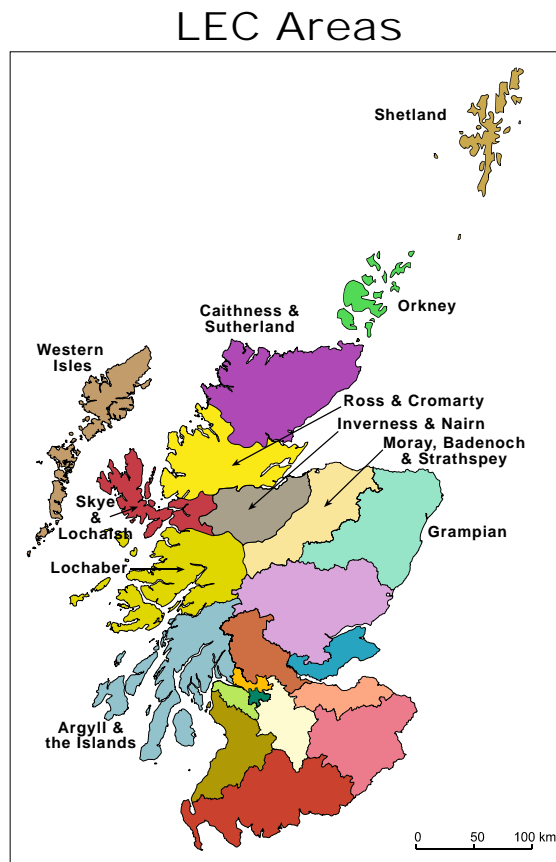 LEC Areas
Shetland
Orkney
Caithness &
Sutherland
Western
Isles
Ross & Cromarty
Inverness & Nairn
Moray, Badenoch
& Strathspey
Skye
&
Lochalsh
Grampian
Lochaber
Argyll &
the Islands
0 50 100 km